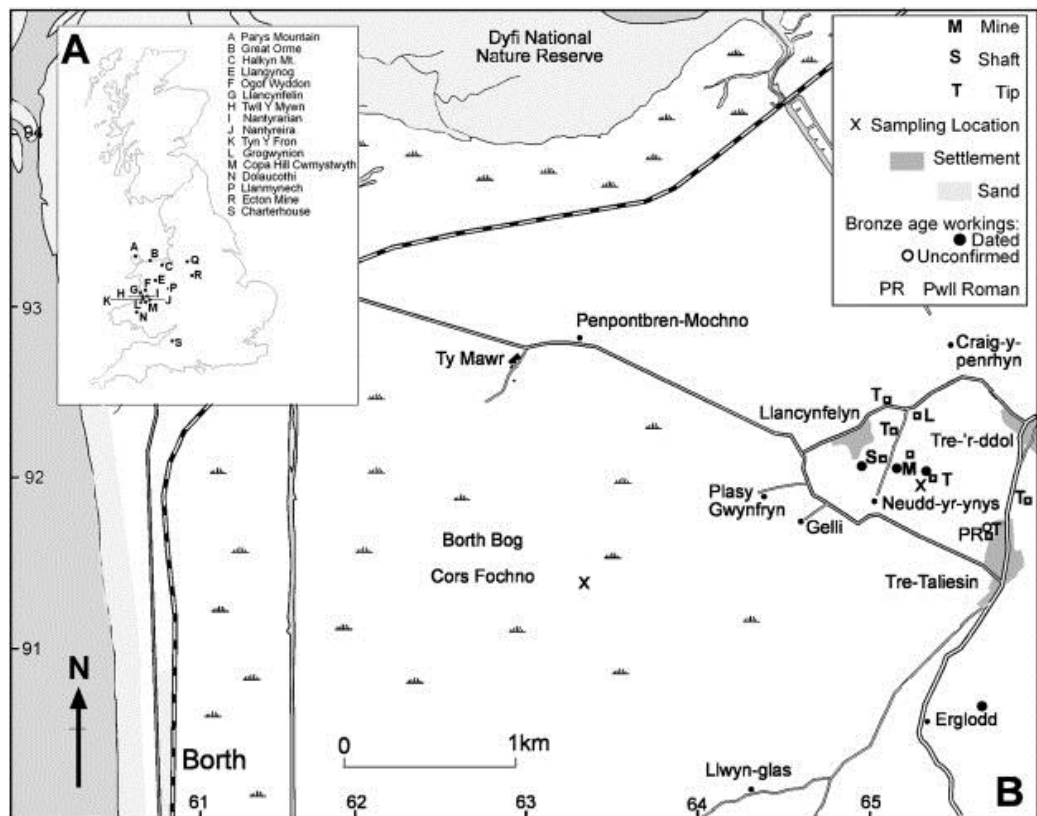 A
A Parys Mountain
B Great Orme
C Halkyn Mt.
E Llangynog
F Ogof Wyddon
G Llancynfelin
H Twll Y Mywn
I Nantyrarian
J Nantyreira
K Tyn Y Fron
L Grogwynion
M Copa Hill Cwmystwyth
N Dolaucothi
P Llanmynech
R Ecton Mine
S Charterhouse
A
B
C
Q
R
E
F
P
G
H
I
K
J
L
M
N
S
Dyfi National
Nature Reserve
M Mine
S Shaft
T Tip
X Sampling Location
Settlement
Sand
Bronze age workings:
Dated
Unconfirmed
PR Pwll Roman
94
93
92
91
Penpontbren-Mochno
Ty Mawr
Craig-y-
penrhyn
Llancynfelyn
T
L
T
Tre-'r-ddol
S
M
T
X
T
Plasy
Gwynfryn
Neudd-yr-ynys
Gelli
PR
T
Borth Bog
Cors Fochno
X
Tre-Taliesin
N
0
1km
Erglodd
Borth
Llwyn-glas
61
62
63
64
65
B